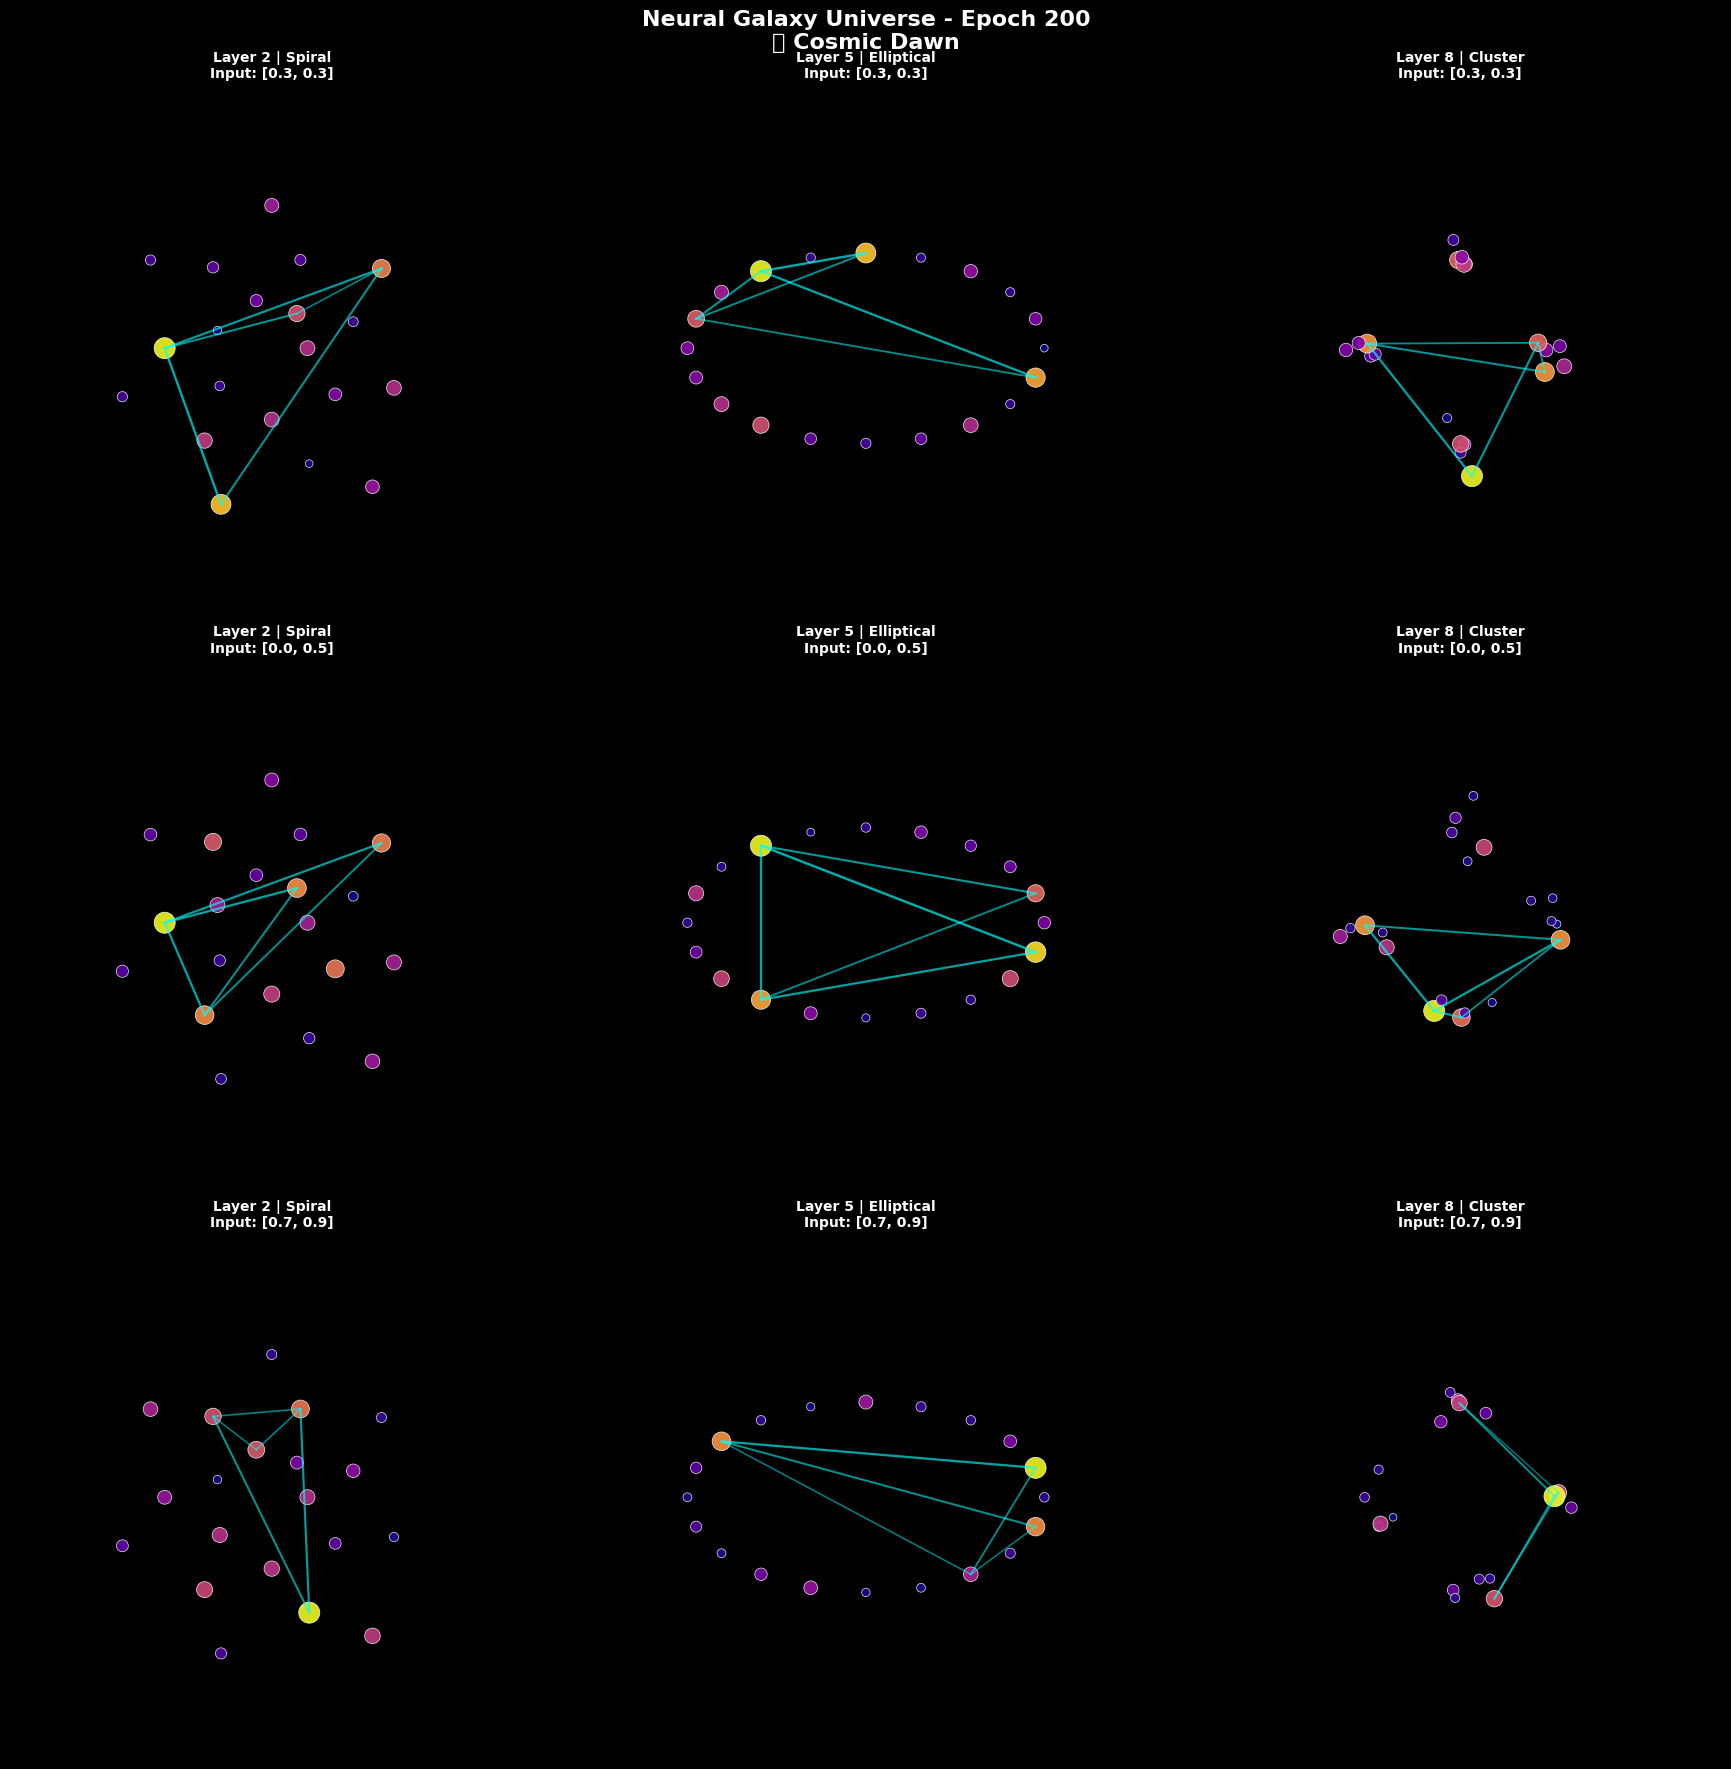 Neural Galaxy Universe - Epoch 200
▯ Cosmic Dawn
Layer 2 | Spiral
Input: [0.3, 0.3]
Layer 5 | Elliptical
Input: [0.3, 0.3]
Layer 8 | Cluster
Input: [0.3, 0.3]
Layer 2 | Spiral
Input: [0.0, 0.5]
Layer 5 | Elliptical
Input: [0.0, 0.5]
Layer 8 | Cluster
Input: [0.0, 0.5]
Layer 2 | Spiral
Input: [0.7, 0.9]
Layer 5 | Elliptical
Input: [0.7, 0.9]
Layer 8 | Cluster
Input: [0.7, 0.9]